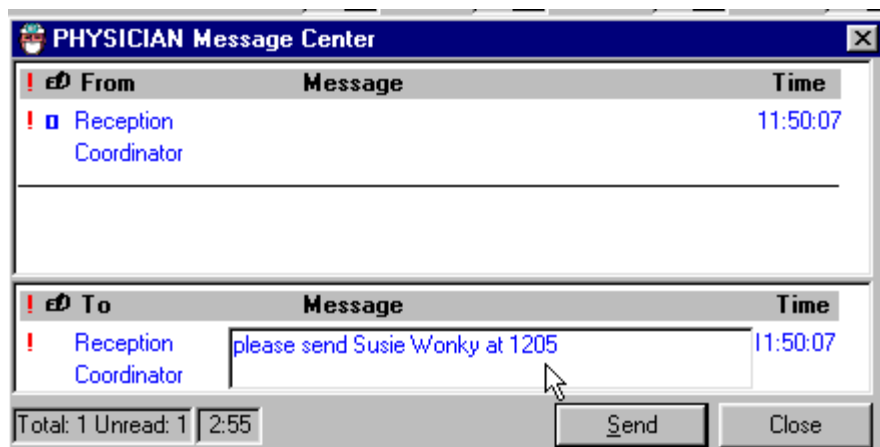 PHYSICIAN Message Center
! From Message Time
! Reception 11:50:07
Coordinator
! To Message Time
! Reception please send Susie Wonky at 1205 11:50:07
Coordinator
Total: 1 Unread: 1 2:55 Send Close